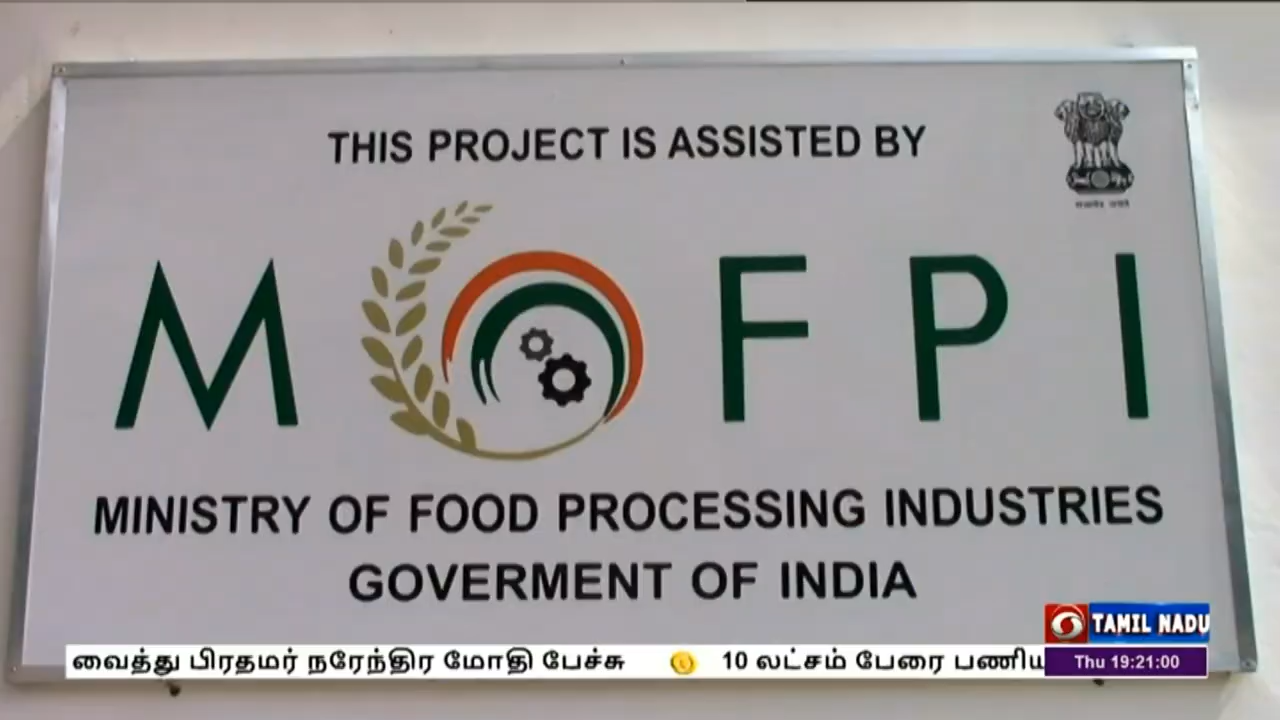 THIS PROJECT IS ASSISTED BY
MOFPI
MINISTRY OF FOOD PROCESSING INDUSTRIES
GOVERMENT OF INDIA
TAMIL NADU
வைத்து பிரதமர் நரேந்திர மோதி பேச்சு 10 லட்சம் பேரை பணிய
Thu 19:21:00